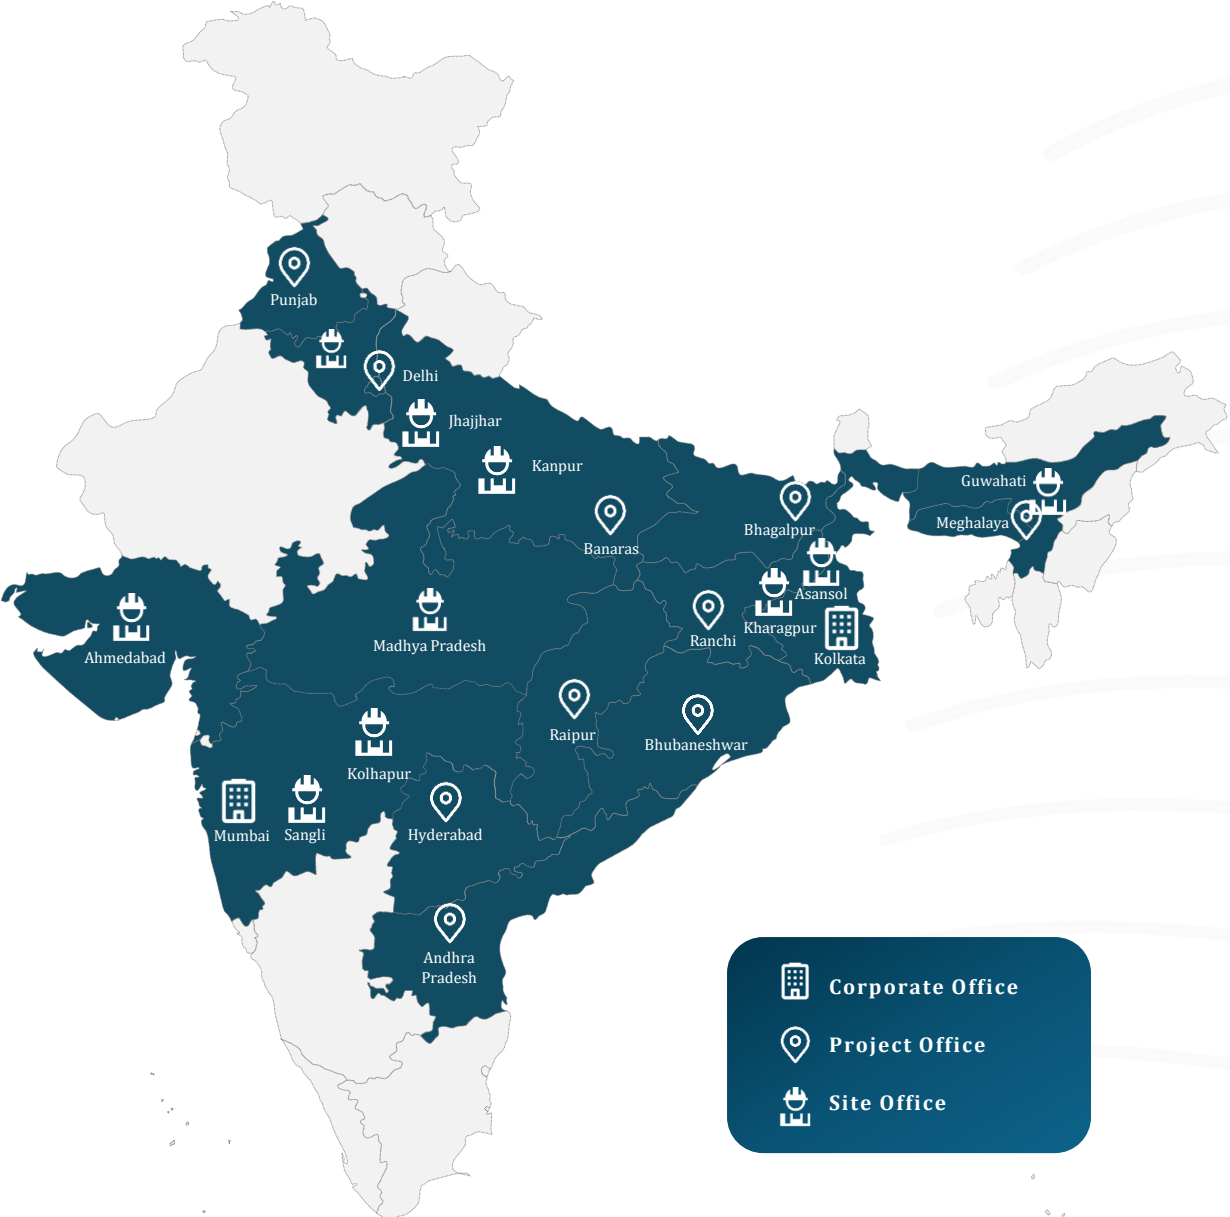 Punjab
Delhi
Jhajjhar
Kanpur
Guwahati
Meghalaya
Bhagalpur
Banaras
Asansol
Kharagpur
Ranchi
Kolkata
Madhya Pradesh
Ahmedabad
Raipur
Bhubaneshwar
Kolhapur
Mumbai
Sangli
Hyderabad
Andhra
Pradesh
Corporate Office
Project Office
Site Office